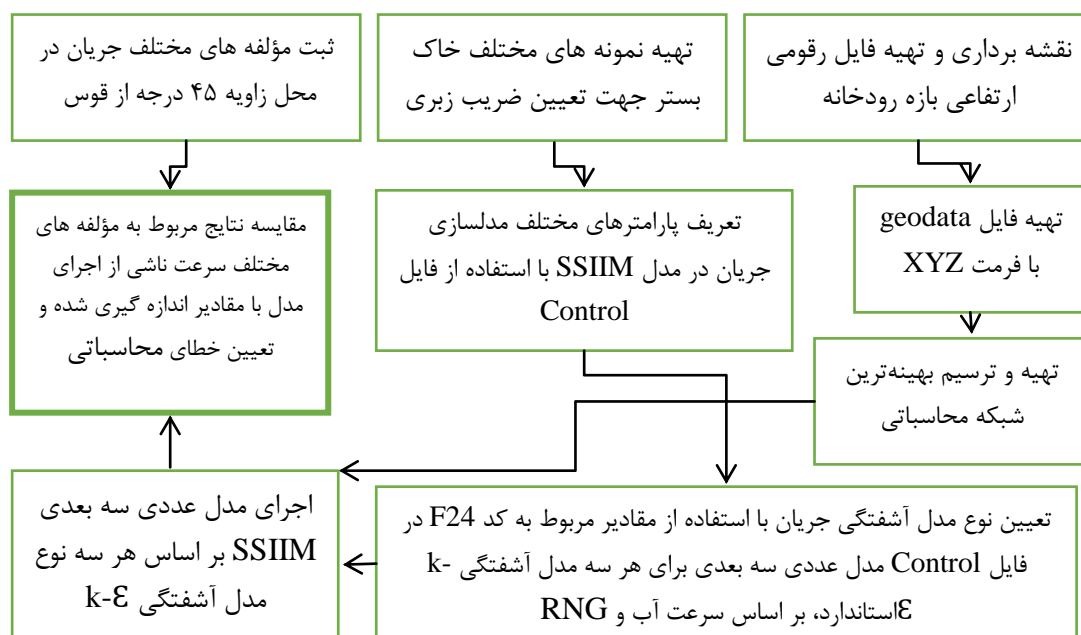 نقشه برداری و تهیه فایل رقومی
ارتفاعی بازه رودخانه
تهیه نمونه های مختلف خاک
بستر جهت تعیین ضریب زبری
ثبت مؤلفه های مختلف جریان در
محل زاویه ۴۵ درجه از قوس
تهیه فایل geodata
با فرمت XYZ
تعریف پارامترهای مختلف مدلسازی
جریان در مدل SSIIM با استفاده از فایل
Control
مقایسه نتایج مربوط به مؤلفه های
مختلف سرعت ناشی از اجرای
مدل با مقادیر اندازه گیری شده و
تعیین خطای محاسباتی
تهیه و ترسیم بهینه‌ترین
شبکه محاسباتی
تعیین نوع مدل آشفتگی جریان با استفاده از مقادیر مربوط به کد F24 در
فایل Control مدل عددی سه بعدی برای هر سه مدل آشفتگی k-
εاستاندارد، بر اساس سرعت آب و RNG
اجرای مدل عددی سه بعدی
SSIIM بر اساس هر سه نوع
مدل آشفتگی k-ε